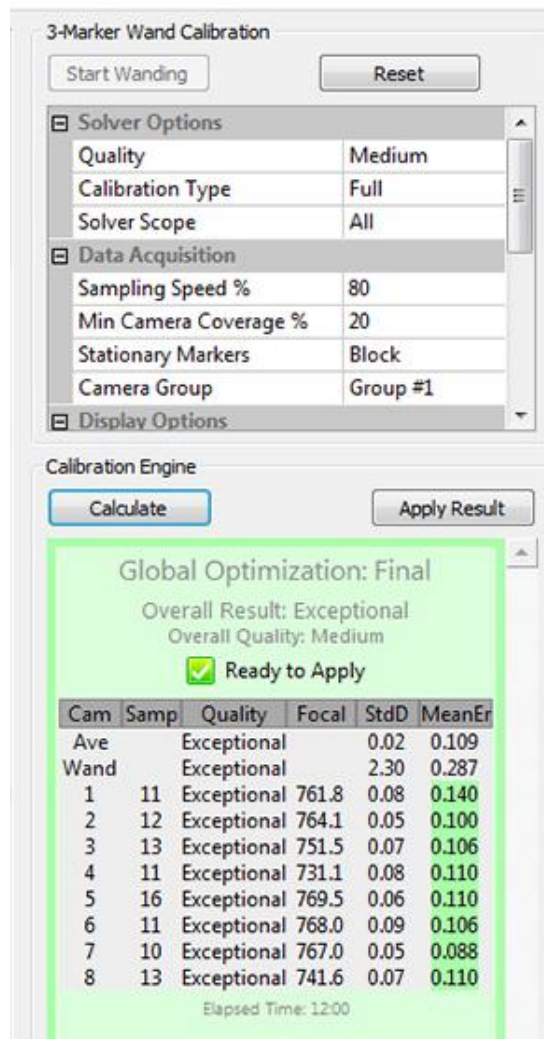 3-Marker Wand Calibration
Start Wanding Reset
Solver Options
Quality Medium
Calibration Type Full
Solver Scope All
Data Acquisition
Sampling Speed % 80
Min Camera Coverage % 20
Stationary Markers Block
Camera Group Group #1
Display Options
Calibration Engine
Calculate Apply Result
Global Optimization: Final
Overall Result: Exceptional
Overall Quality: Medium
Ready to Apply
Cam Samp Quality Focal StdD MeanEr
Ave Exceptional 0.02 0.109
Wand Exceptional 2.30 0.287
1 11 Exceptional 761.8 0.08 0.140
2 12 Exceptional 764.1 0.05 0.100
3 13 Exceptional 751.5 0.07 0.106
4 11 Exceptional 731.1 0.08 0.110
5 16 Exceptional 769.5 0.06 0.110
6 11 Exceptional 768.0 0.09 0.106
7 10 Exceptional 767.0 0.05 0.088
8 13 Exceptional 741.6 0.07 0.110
Elapsed Time: 12:00